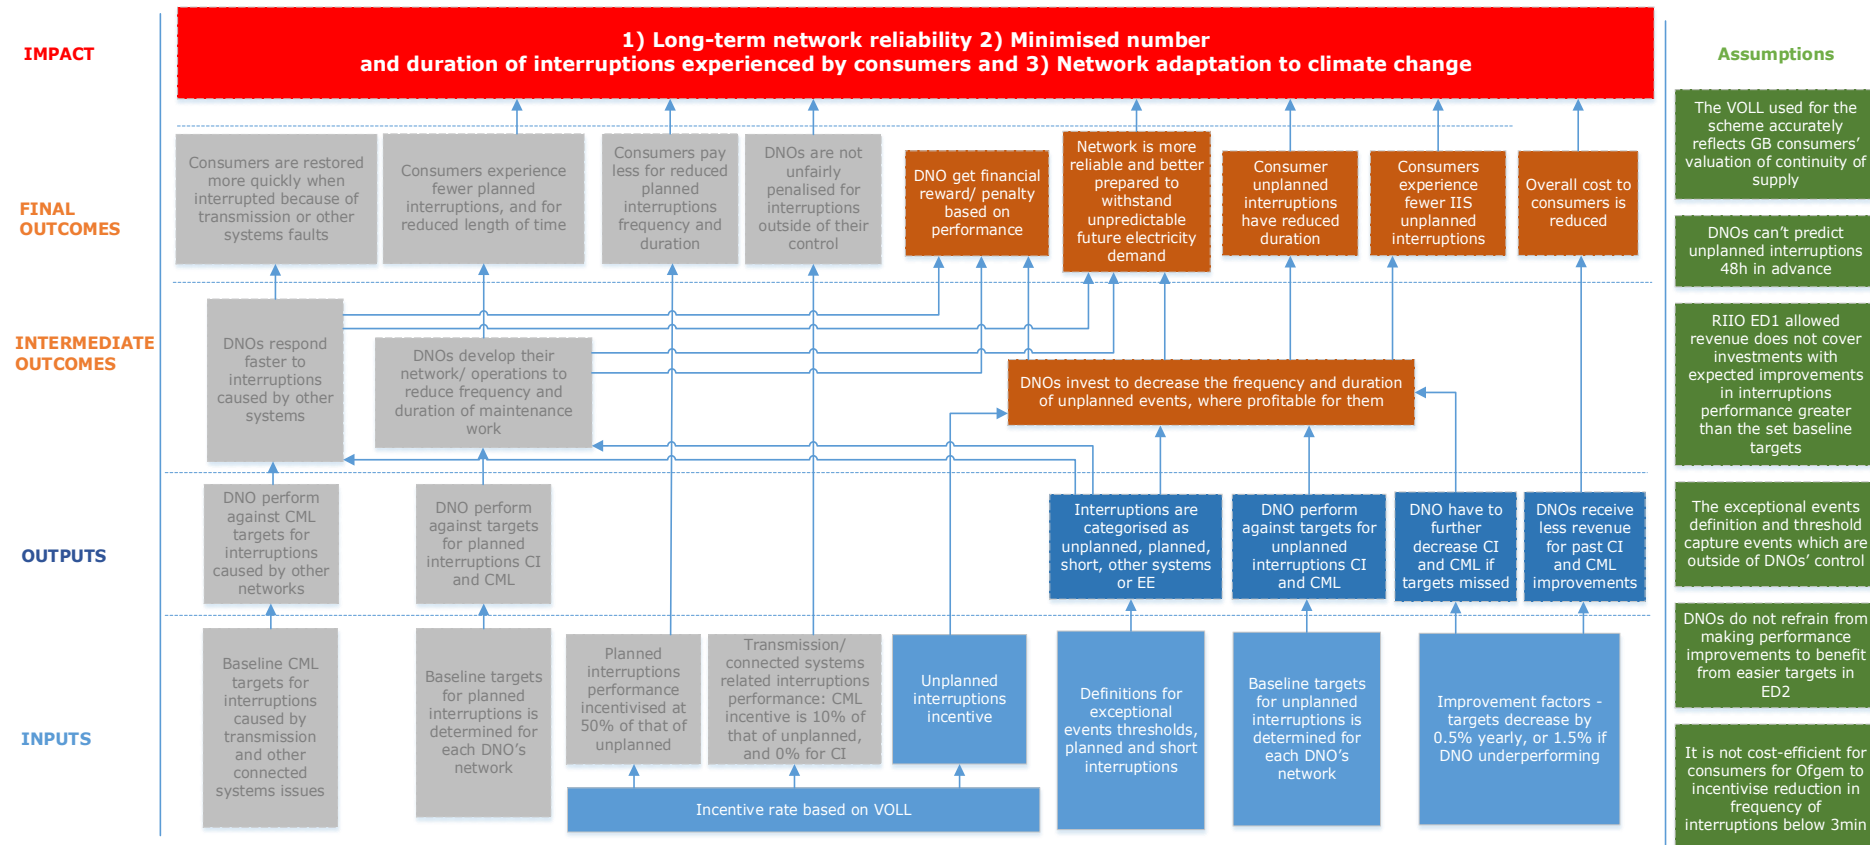 IMPACT
1) Long-term network reliability 2) Minimised number
and duration of interruptions experienced by consumers and 3) Network adaptation to climate change
FINAL
OUTCOMES
Consumers are restored
more quickly when
interrupted because of
transmission or other
systems faults
Consumers experience
fewer planned
interruptions, and for
reduced length of time
Consumers pay
less for reduced
planned
interruptions
frequency and
duration
DNOs are not
unfairly
penalised for
interruptions
outside of their
control
DNO get financial
reward/ penalty
based on
performance
Network is more
reliable and better
prepared to
withstand
unpredictable
future electricity
demand
Consumer
unplanned
interruptions
have reduced
duration
Consumers
experience
fewer IIS
unplanned
interruptions
Overall cost to
consumers is
reduced
INTERMEDIATE
OUTCOMES
DNOs respond
faster to
interruptions
caused by other
systems
DNOs develop their
network/ operations to
reduce frequency and
duration of maintenance
work
DNOs invest to decrease the frequency and duration
of unplanned events, where profitable for them
OUTPUTS
DNO perform
against CML
targets for
interruptions
caused by other
networks
DNO perform
against targets
for planned
interruptions CI
and CML
Interruptions are
categorised as
unplanned, planned,
short, other systems
or EE
DNO perform
against targets for
unplanned
interruptions CI
and CML
DNO have to
further
decrease CI
and CML if
targets missed
DNOs receive
less revenue
for past CI
and CML
improvements
INPUTS
Baseline CML
targets for
interruptions
caused by
transmission
and other
connected
systems issues
Baseline targets
for planned
interruptions is
determined for
each DNO's
network
Planned
interruptions
performance
incentivised at
50% of that of
unplanned
Transmission/
connected systems
related interruptions
performance: CML
incentive is 10% of
that of unplanned,
and 0% for CI
Unplanned
interruptions
incentive
Incentive rate based on VOLL
Definitions for
exceptional
events thresholds,
planned and short
interruptions
Baseline targets
for unplanned
interruptions is
determined for
each DNO's
network
Improvement factors -
targets decrease by
0.5% yearly, or 1.5% if
DNO underperforming
Assumptions
The VOLL used for the
scheme accurately
reflects GB consumers'
valuation of continuity of
supply
DNOs can't predict
unplanned interruptions
48h in advance
RIIO ED1 allowed
revenue does not cover
investments with
expected improvements
in interruptions
performance greater
than the set baseline
targets
The exceptional events
definition and threshold
capture events which are
outside of DNOs' control
DNOs do not refrain from
making performance
improvements to benefit
from easier targets in
ED2
It is not cost-efficient for
consumers for Ofgem to
incentivise reduction in
frequency of
interruptions below 3min